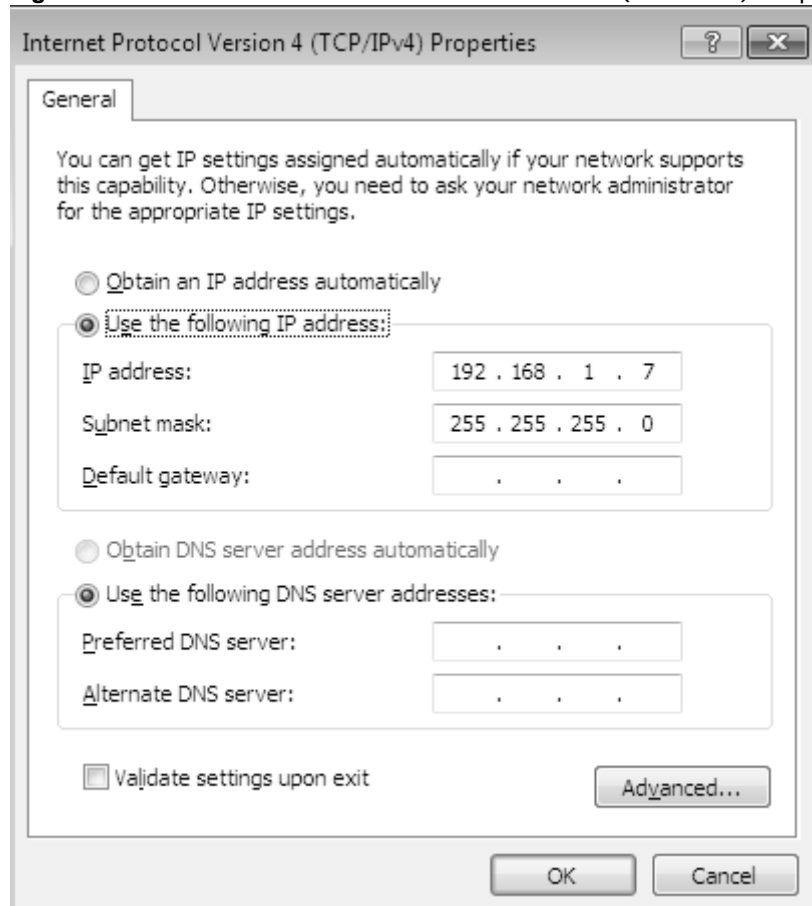 Internet Protocol Version 4 (TCP/IPv4) Properties
General
You can get IP settings assigned automatically if your network supports
this capability. Otherwise, you need to ask your network administrator
for the appropriate IP settings.
Obtain an IP address automatically
Use the following IP address:
IP address: 192 . 168 . 1 . 7
Subnet mask: 255 . 255 . 255 . 0
Default gateway: . . .
Obtain DNS server address automatically
Use the following DNS server addresses:
Preferred DNS server: . . .
Alternate DNS server: . . .
Validate settings upon exit
Advanced...
OK Cancel